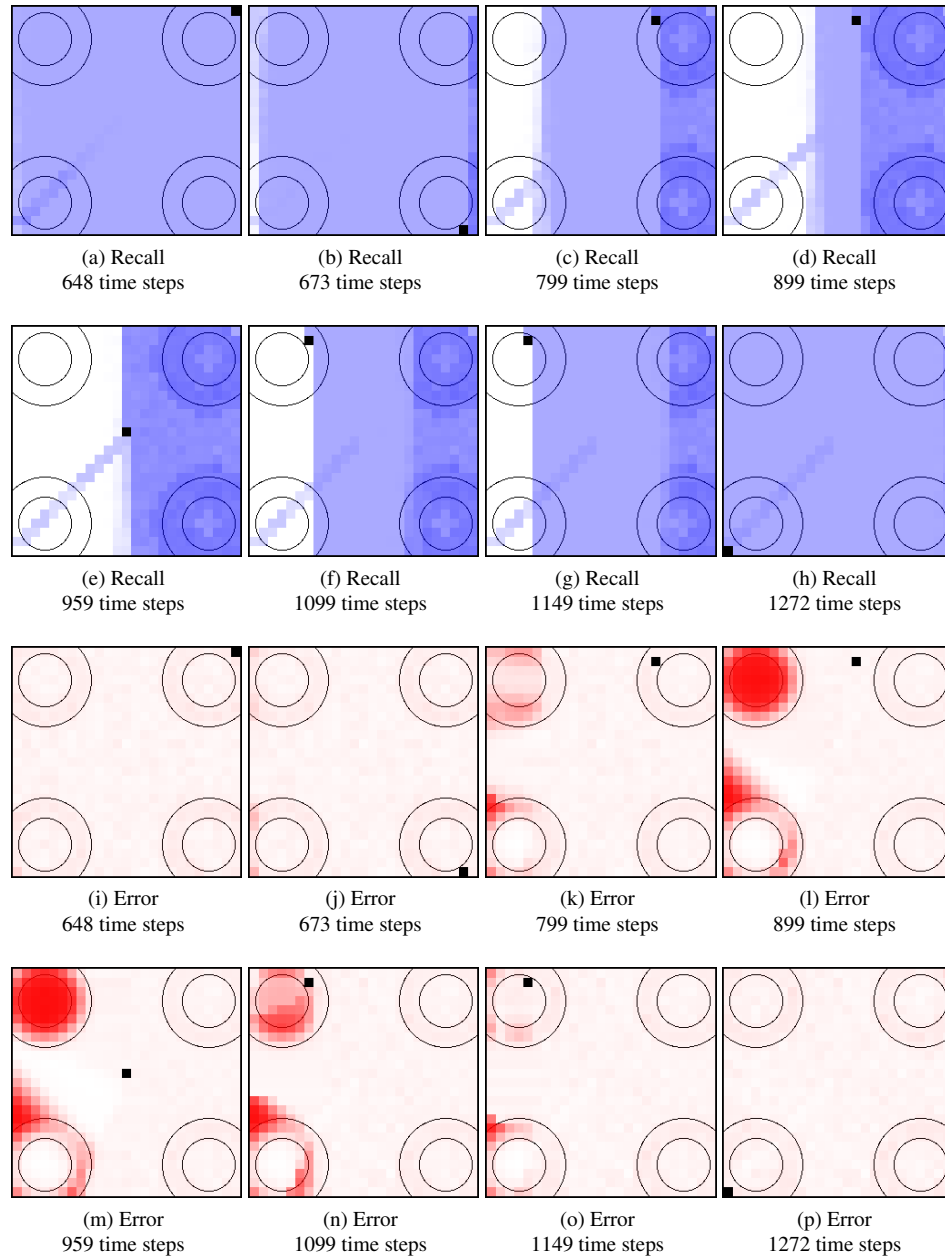 (a) Recall
648 time steps
(b) Recall
673 time steps
(c) Recall
799 time steps
(d) Recall
899 time steps
(e) Recall
959 time steps
(f) Recall
1099 time steps
(g) Recall
1149 time steps
(h) Recall
1272 time steps
(i) Error
648 time steps
(j) Error
673 time steps
(k) Error
799 time steps
(l) Error
899 time steps
(m) Error
959 time steps
(n) Error
1099 time steps
(o) Error
1149 time steps
(p) Error
1272 time steps